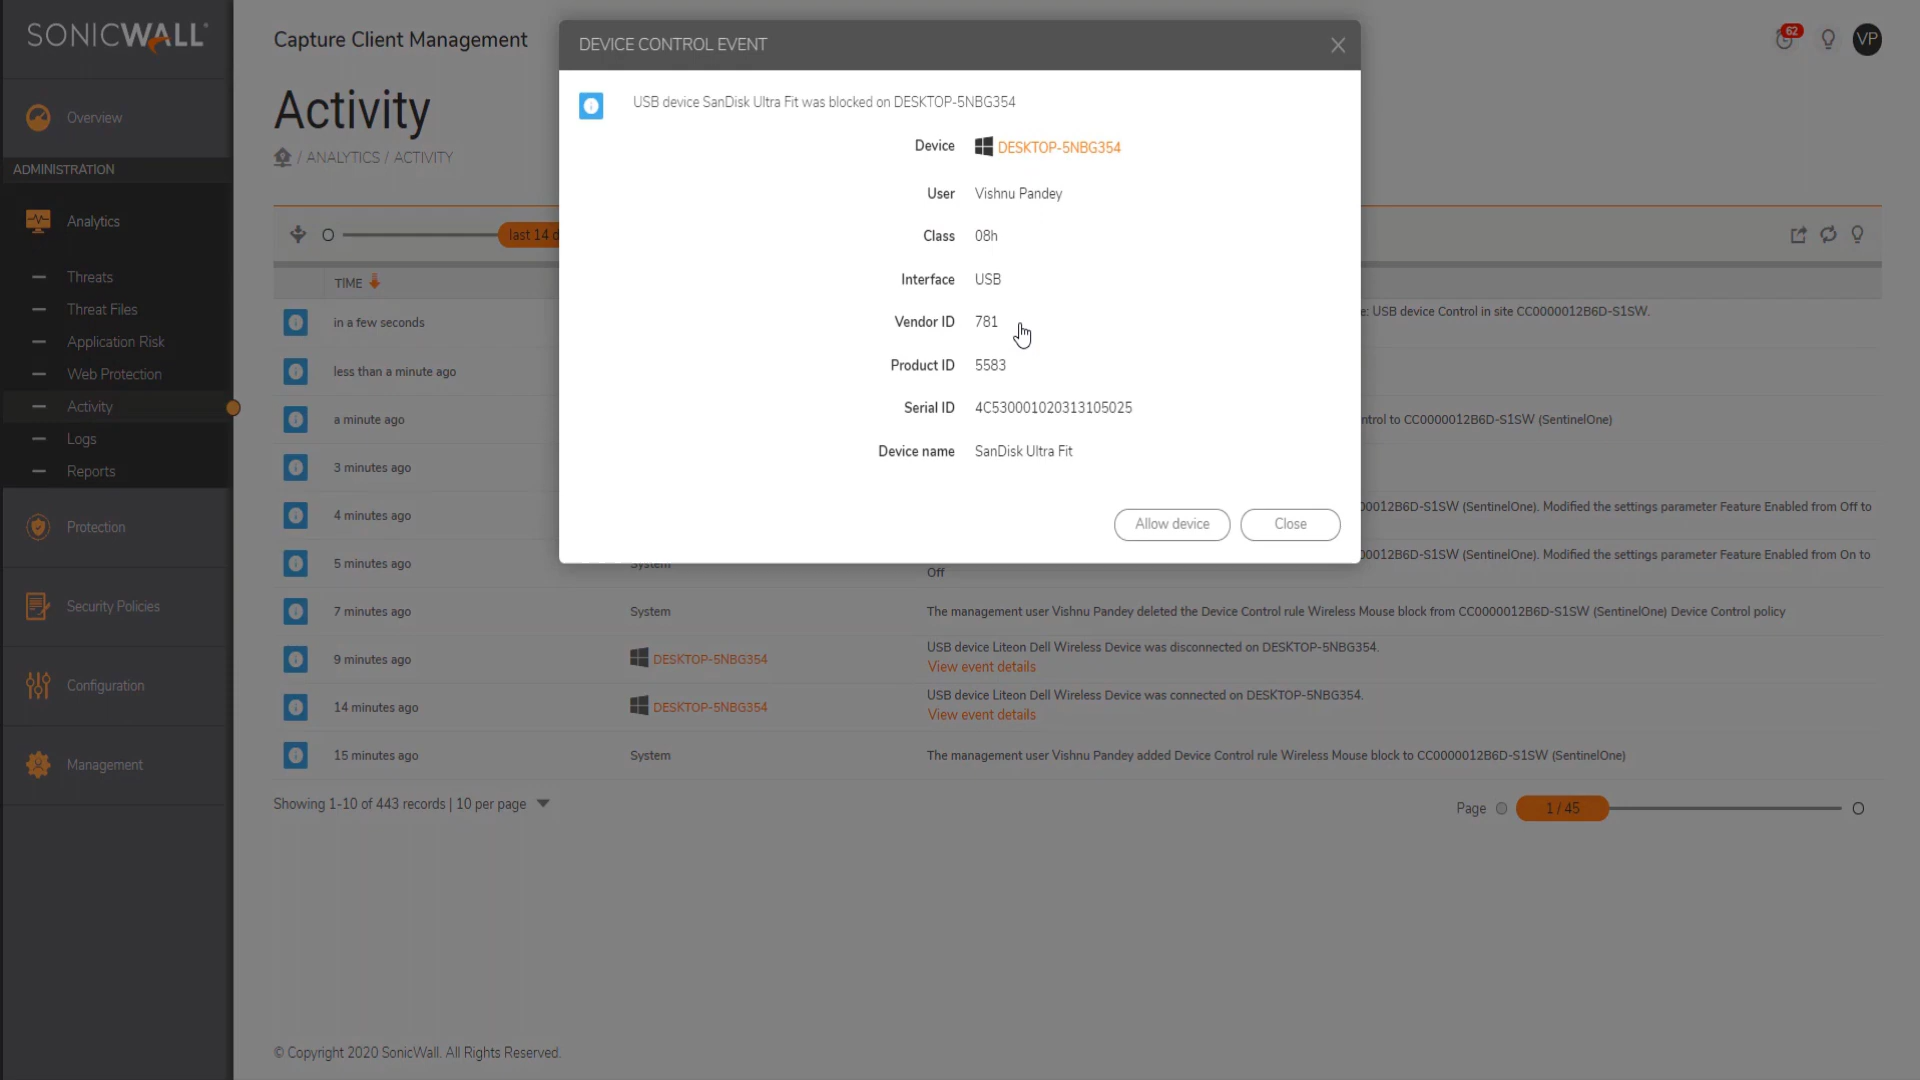 SONICWALL
Capture Client Management
DEVICE CONTROL EVENT
62
VP
Overview
Activity
/ ANALYTICS / ACTIVITY
ADMINISTRATION
Analytics
Threats
Threat Files
Application Risk
Web Protection
Activity
Logs
Reports
Protection
Security Policies
Configuration
Management
USB device SanDisk Ultra Fit was blocked on DESKTOP-5NBG354
Device DESKTOP-5NBG354
User Vishnu Pandey
Class 08h
Interface USB
Vendor ID 781
Product ID 5583
Serial ID 4C530001020313105025
Device name SanDisk Ultra Fit
Allow device Close
last 14 d
TIME
in a few seconds e: USB device Control in site CC0000012B6D-S1SW.
less than a minute ago
a minute ago ntrol to CC0000012B6D-S1SW (SentinelOne)
3 minutes ago
4 minutes ago 0012B6D-S1SW (SentinelOne). Modified the settings parameter Feature Enabled from Off to
5 minutes ago System 0012B6D-S1SW (SentinelOne). Modified the settings parameter Feature Enabled from On to
Off
7 minutes ago System The management user Vishnu Pandey deleted the Device Control rule Wireless Mouse block from CC0000012B6D-S1SW (SentinelOne) Device Control policy
9 minutes ago DESKTOP-5NBG354 USB device Liteon Dell Wireless Device was disconnected on DESKTOP-5NBG354.
View event details
14 minutes ago DESKTOP-5NBG354 USB device Liteon Dell Wireless Device was connected on DESKTOP-5NBG354.
View event details
15 minutes ago System The management user Vishnu Pandey added Device Control rule Wireless Mouse block to CC0000012B6D-S1SW (SentinelOne)
Showing 1-10 of 443 records | 10 per page
Page 1 / 45
© Copyright 2020 SonicWall. All Rights Reserved.